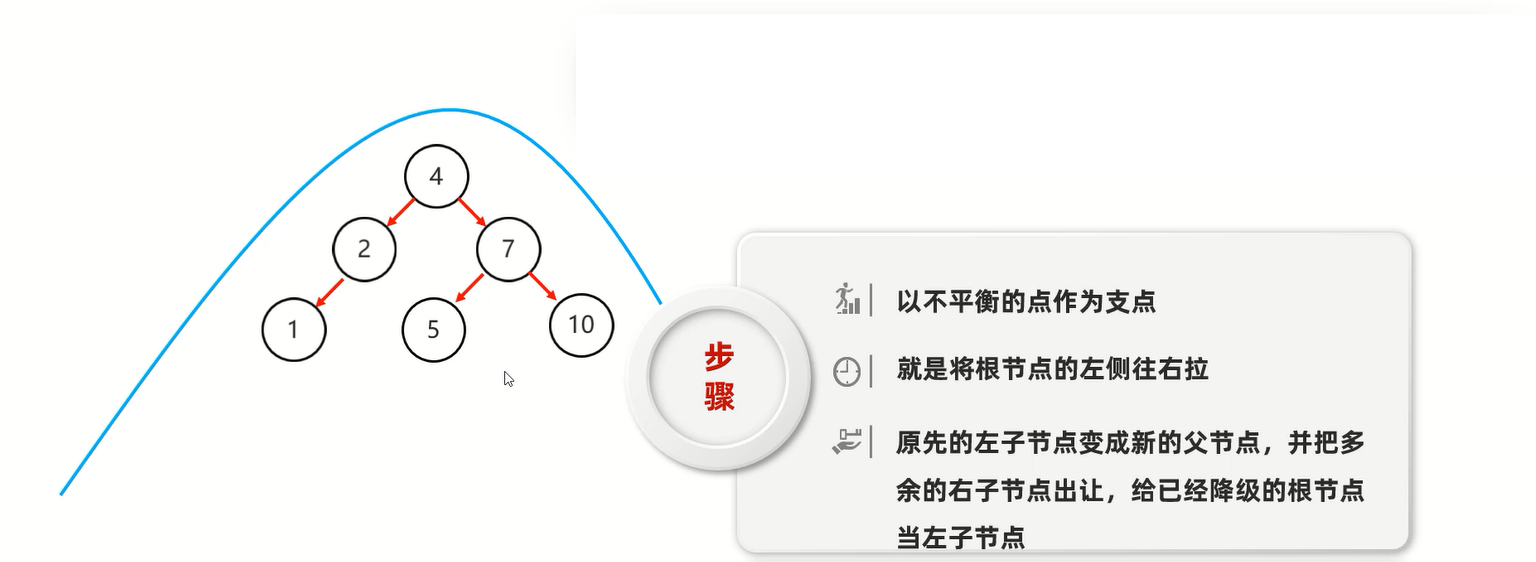 4
2
7
1
5
10
步
骤
以不平衡的点作为支点
就是将根节点的左侧往右拉
原先的左子节点变成新的父节点，并把多
余的右子节点出让，给已经降级的根节点
当左子节点